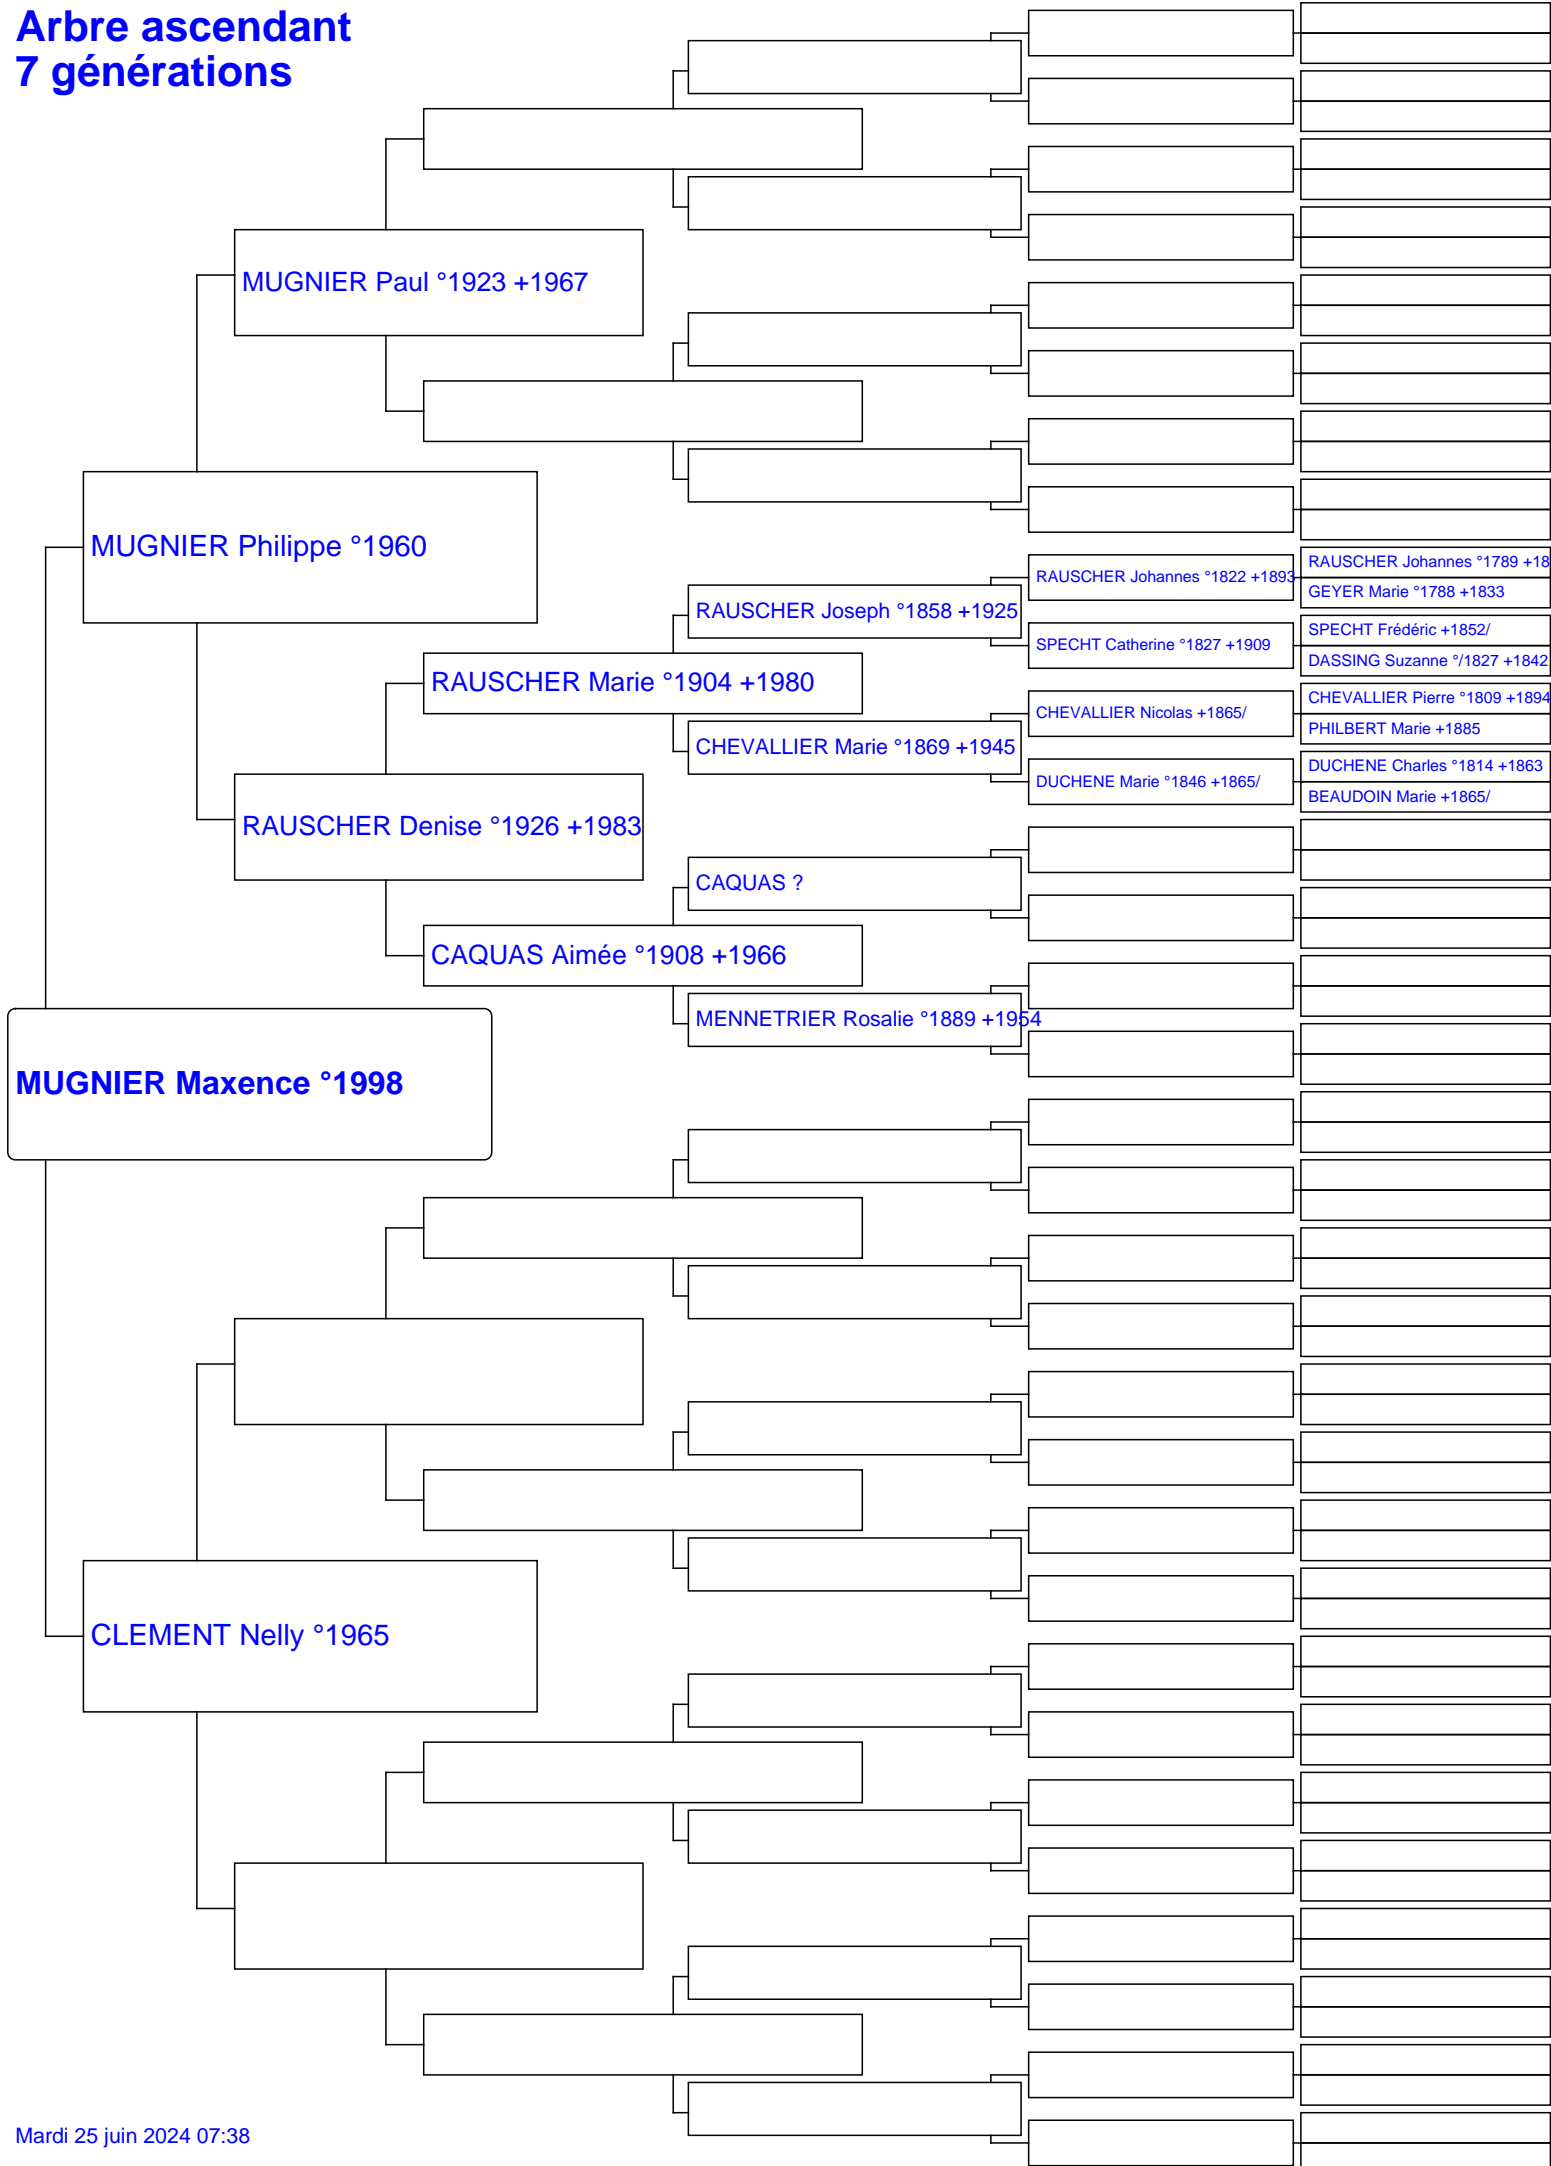 Arbre ascendant
7 générations
MUGNIER Paul °1923 +1967
MUGNIER Philippe °1960
RAUSCHER Johannes °1789 +18
RAUSCHER Johannes °1822 +1893
GEYER Marie °1788 +1833
RAUSCHER Joseph °1858 +1925
SPECHT Frédéric +1852/
SPECHT Catherine °1827 +1909
DASSING Suzanne °/1827 +1842
RAUSCHER Marie °1904 +1980
CHEVALLIER Pierre °1809 +1894
CHEVALLIER Nicolas +1865/
PHILBERT Marie +1885
CHEVALLIER Marie °1869 +1945
DUCHENE Charles °1814 +1863
DUCHENE Marie °1846 +1865/
BEAUDOIN Marie +1865/
RAUSCHER Denise °1926 +1983
CAQUAS ?
CAQUAS Aimée °1908 +1966
MENNETRIER Rosalie °1889 +1954
MUGNIER Maxence °1998
CLEMENT Nelly °1965
Mardi 25 juin 2024 07:38